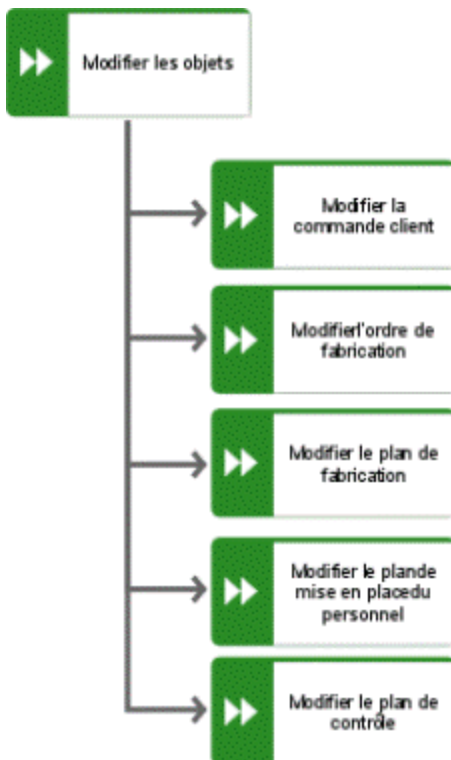 Modifier les objets
Modifier la
commande client
Modifierl'ordre de
fabrication
Modifier le plan de
fabrication
Modifier le plande
mise en placedu
personnel
Modifier le plan de
contrôle